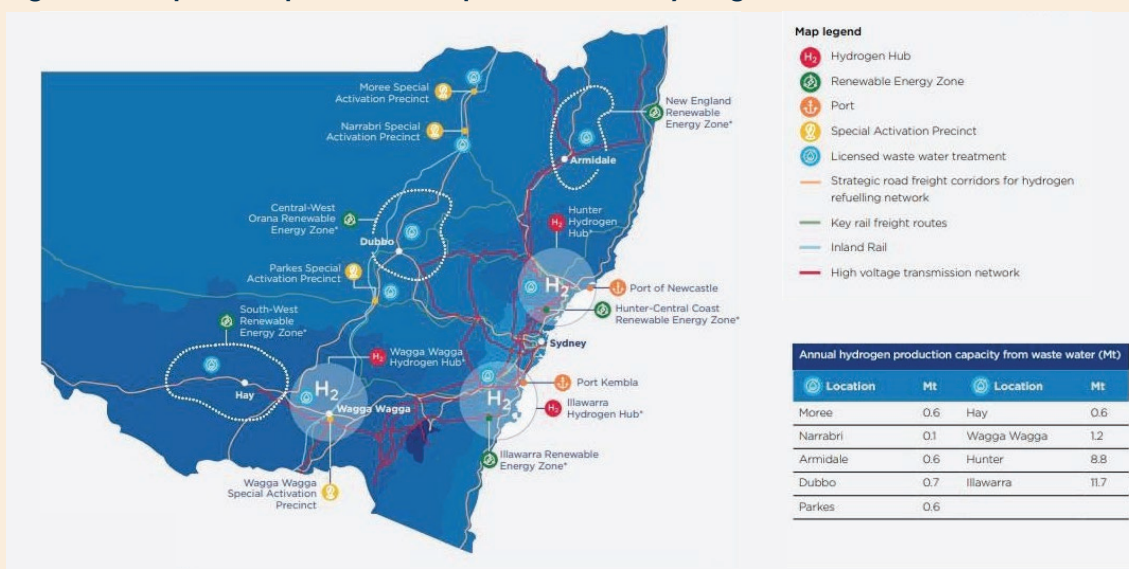 Map legend
Hydrogen Hub
Renewable Energy Zone
Port
Special Activation Precinct
Licensed waste water treatment
Strategic road freight corridors for hydrogen
refuelling network
Key rail freight routes
Inland Rail
High voltage transmission network
Moree Special
Activation Precinct
Narrabri Special
Activation Precinct
New England
Renewable
Energy Zone*
Armidale
Central-West
Orana Renewable
Energy Zone*
Dubbo
Hunter
Hydrogen
Hub*
H2
Port of Newcastle
Hunter-Central Coast
Renewable Energy Zone*
Parkes Special
Activation Precinct
South-West
Renewable
Energy Zone*
Hay
Wagga Wagga
Hydrogen Hub*
H2
Wagga Wagga
Sydney
Port Kembla
H2
Illawarra
Hydrogen Hub*
Illawarra Renewable
Energy Zone*
Wagga Wagga
Special Activation
Precinct
Annual hydrogen production capacity from waste water (Mt)
Location Mt Location Mt
Moree 0.6 Hay 0.6
Narrabri 0.1 Wagga Wagga 1.2
Armidale 0.6 Hunter 8.8
Dubbo 0.7 Illawarra 11.7
Parkes 0.6